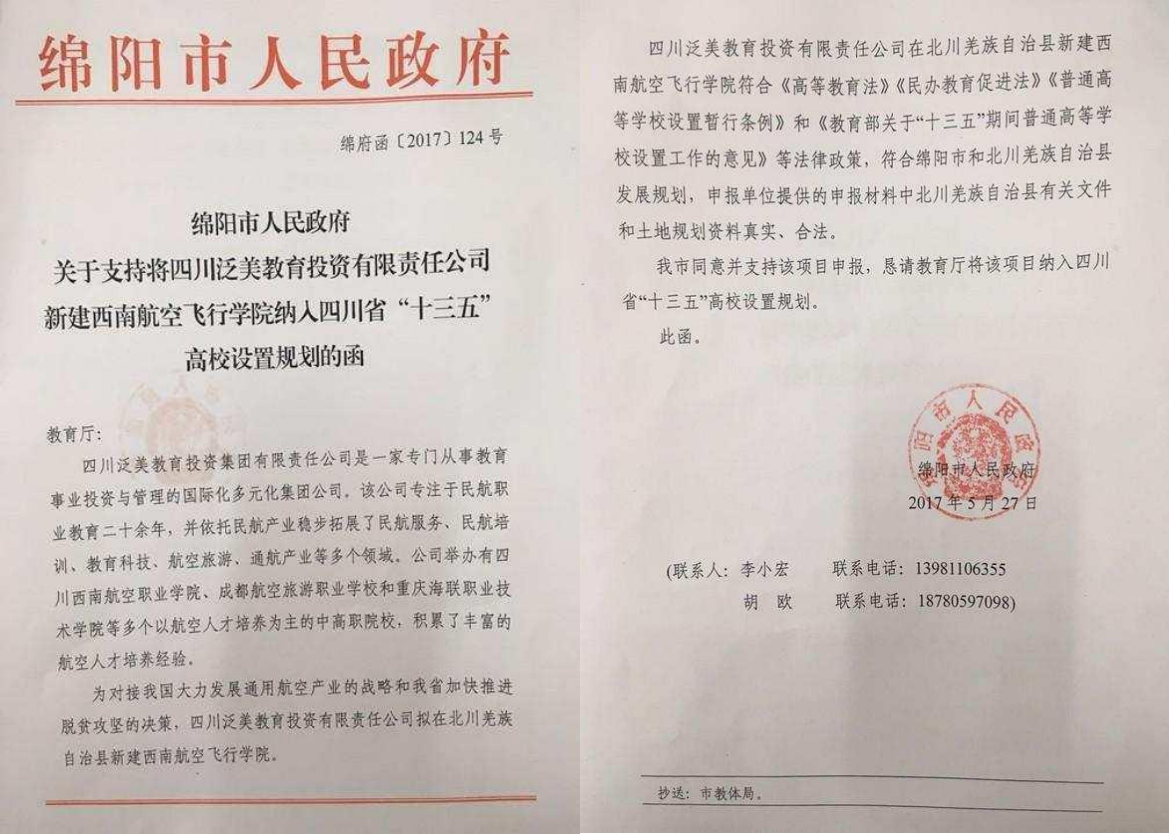 绵阳市人民政府
绵府函〔2017〕124 号
绵阳市人民政府
关于支持将四川泛美教育投资有限责任公司
新建西南航空飞行学院纳入四川省“十三五”
高校设置规划的函
教育厅：
四川泛美教育投资集团有限责任公司是一家专门从事教育
事业投资与管理的国际化多元化集团公司。该公司专注于民航职
业教育二十余年，并依托民航产业稳步拓展了民航服务、民航培
训、教育科技、航空旅游、通航产业等多个领域。公司举办有四
川西南航空职业学院、成都航空旅游职业学校和重庆海联职业技
术学院等多个以航空人才培养为主的中高职院校，积累了丰富的
航空人才培养经验。
为对接我国大力发展通用航空产业的战略和我省加快推进
脱贫攻坚的决策，四川泛美教育投资有限责任公司拟在北川羌族
自治县新建西南航空飞行学院。
四川泛美教育投资有限责任公司在北川羌族自治县新建西
南航空飞行学院符合《高等教育法》《民办教育促进法》《普通高
等学校设置暂行条例》和《教育部关于“十三五”期间普通高等学
校设置工作的意见》等法律政策，符合绵阳市和北川羌族自治县
发展规划，申报单位提供的申报材料中北川羌族自治县有关文件
和土地规划资料真实、合法。
我市同意并支持该项目申报，恳请教育厅将该项目纳入四川
省“十三五”高校设置规划。
此函。
绵阳市人民政府
绵阳市人民政府
2017 年 5 月 27 日
(联系人：李小宏 联系电话：13981106355
胡 欧 联系电话：18780597098)
抄送：市教体局。